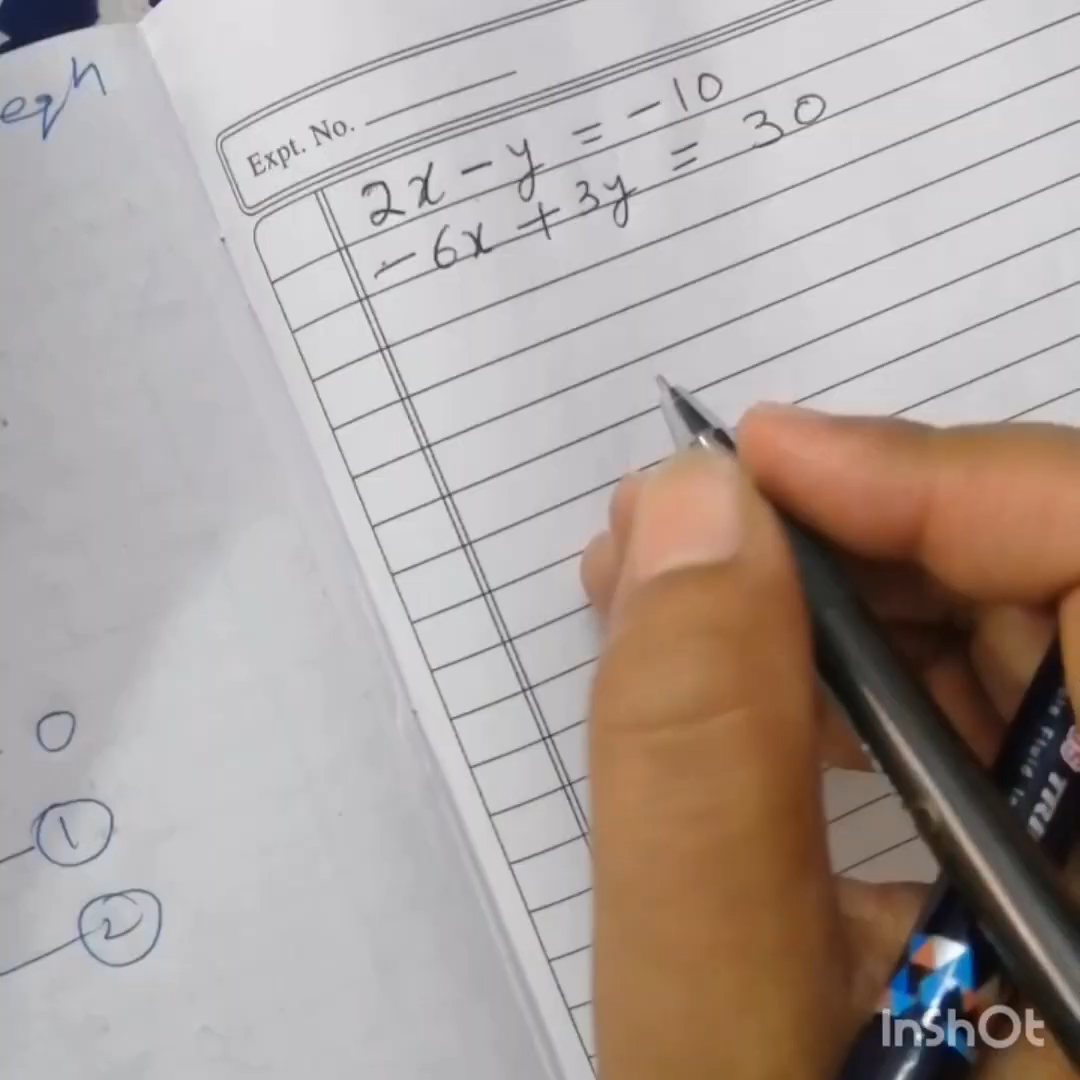 eqn
0
1
2
Expt. No.
2x - y = -10
-6x + 3y = 30
InShOt